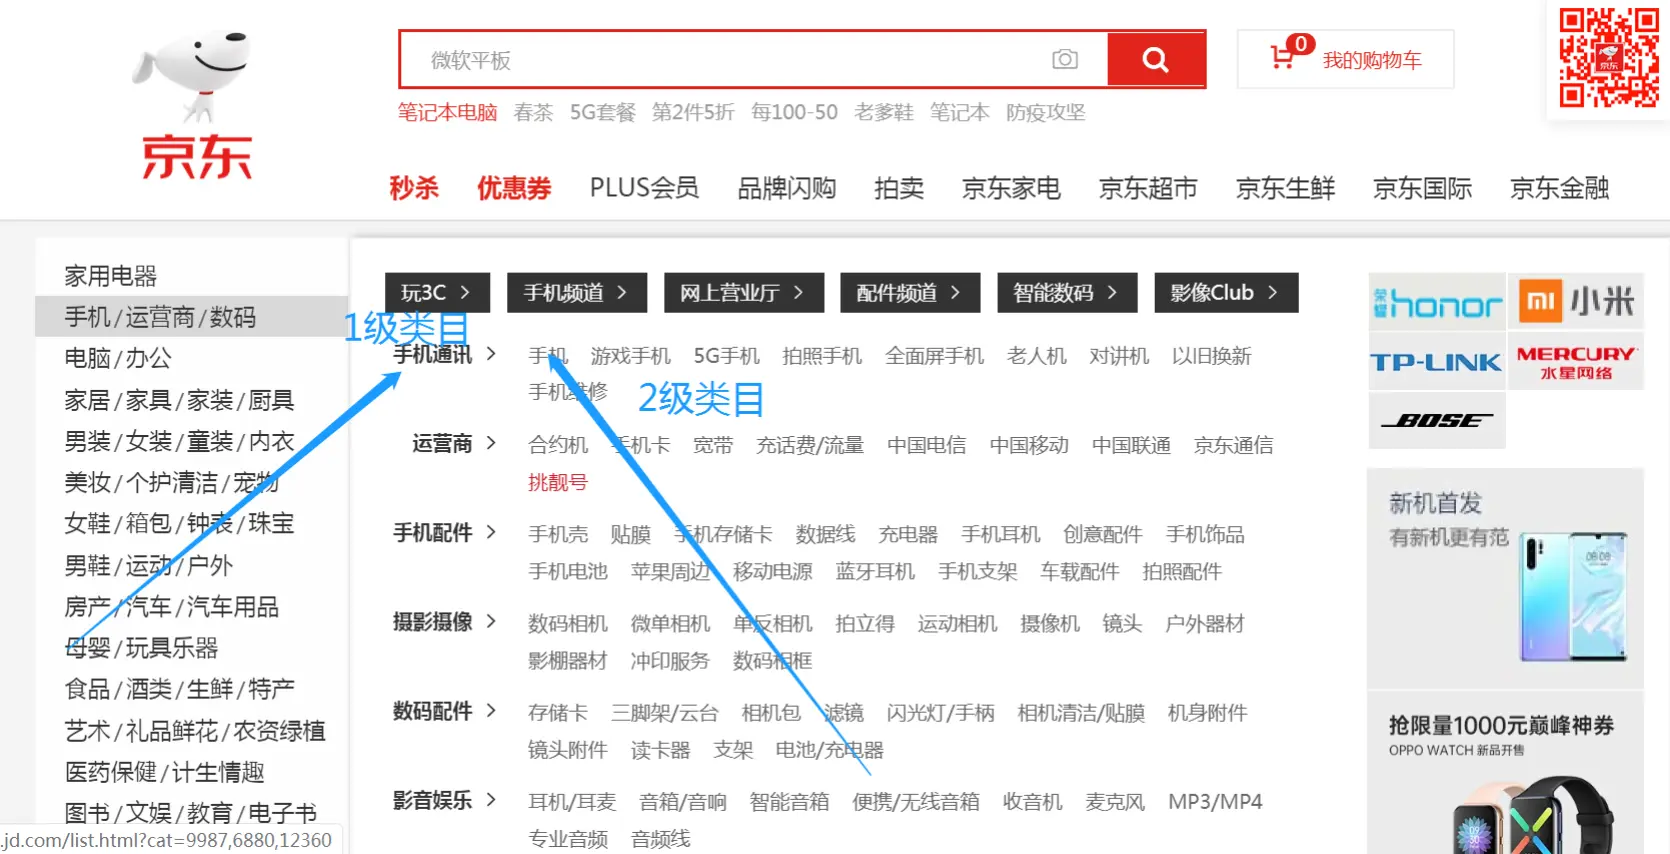 微软平板
0
我的购物车
京东
京东
笔记本电脑 春茶 5G套餐 第2件5折 每100-50 老爹鞋 笔记本 防疫攻坚
秒杀 优惠券 PLUS会员 品牌闪购 拍卖 京东家电 京东超市 京东生鲜 京东国际 京东金融
家用电器
手机/运营商/数码
电脑/办公
家居/家具/家装/厨具
男装/女装/童装/内衣
美妆/个护清洁/宠物
女鞋/箱包/钟表/珠宝
男鞋/运动/户外
房产/汽车/汽车用品
母婴/玩具乐器
食品/酒类/生鲜/特产
艺术/礼品鲜花/农资绿植
医药保健/计生情趣
图书/文娱/教育/电子书
.jd.com/list.html?cat=9987,6880,12360
玩3C > 手机频道 > 网上营业厅 > 配件频道 > 智能数码 > 影像Club >
1级类目
手机通讯 > 手机 游戏手机 5G手机 拍照手机 全面屏手机 老人机 对讲机 以旧换新
手机维修
2级类目
运营商 > 合约机 手机卡 宽带 充话费/流量 中国电信 中国移动 中国联通 京东通信
挑靓号
手机配件 > 手机壳 贴膜 手机存储卡 数据线 充电器 手机耳机 创意配件 手机饰品
手机电池 苹果周边 移动电源 蓝牙耳机 手机支架 车载配件 拍照配件
摄影摄像 > 数码相机 微单相机 单反相机 拍立得 运动相机 摄像机 镜头 户外器材
影棚器材 冲印服务 数码相框
数码配件 > 存储卡 三脚架/云台 相机包 滤镜 闪光灯/手柄 相机清洁/贴膜 机身附件
镜头附件 读卡器 支架 电池/充电器
影音娱乐 > 耳机/耳麦 音箱/音响 智能音箱 便携/无线音箱 收音机 麦克风 MP3/MP4
专业音频 音频线
荣耀 honor
mi 小米
TP-LINK
MERCURY
水星网络
BOSE
新机首发
有新机更有范
08:08
抢限量1000元巅峰神券
OPPO WATCH 新品开售